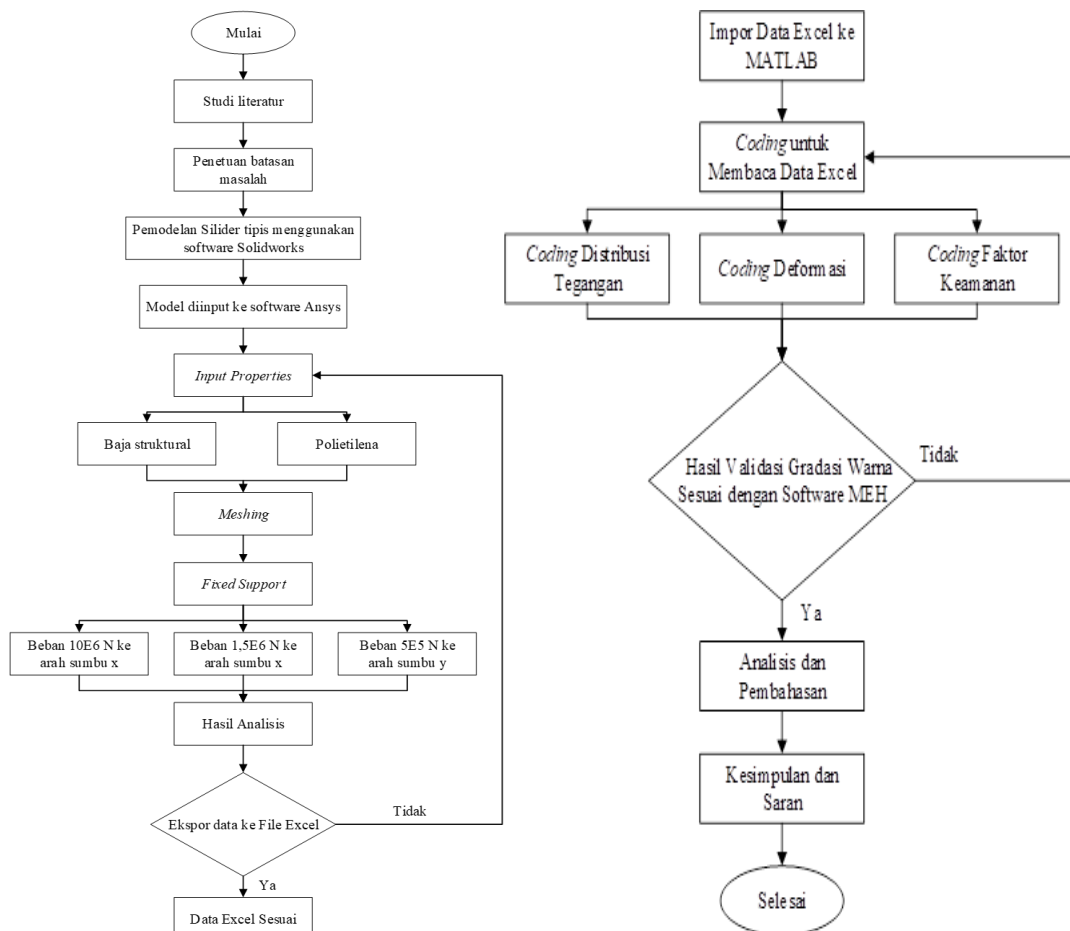 Mulai
Studi literatur
Penetuan batasan
masalah
Pemodelan Silider tipis menggunakan
software Solidworks
Model diinput ke software Ansys
Input Properties
Baja struktural
Polietilena
Meshing
Fixed Support
Beban 10E6 N ke
arah sumbu x
Beban 1,5E6 N ke
arah sumbu x
Beban 5E5 N ke
arah sumbu y
Hasil Analisis
Ekspor data ke File Excel
Tidak
Ya
Data Excel Sesuai
Impor Data Excel ke
MATLAB
Coding untuk
Membaca Data Excel
Coding Distribusi
Tegangan
Coding Deformasi
Coding Faktor
Keamanan
Hasil Validasi Gradasi Warna
Sesuai dengan Software MEH
Tidak
Ya
Analisis dan
Pembahasan
Kesimpulan dan
Saran
Selesai